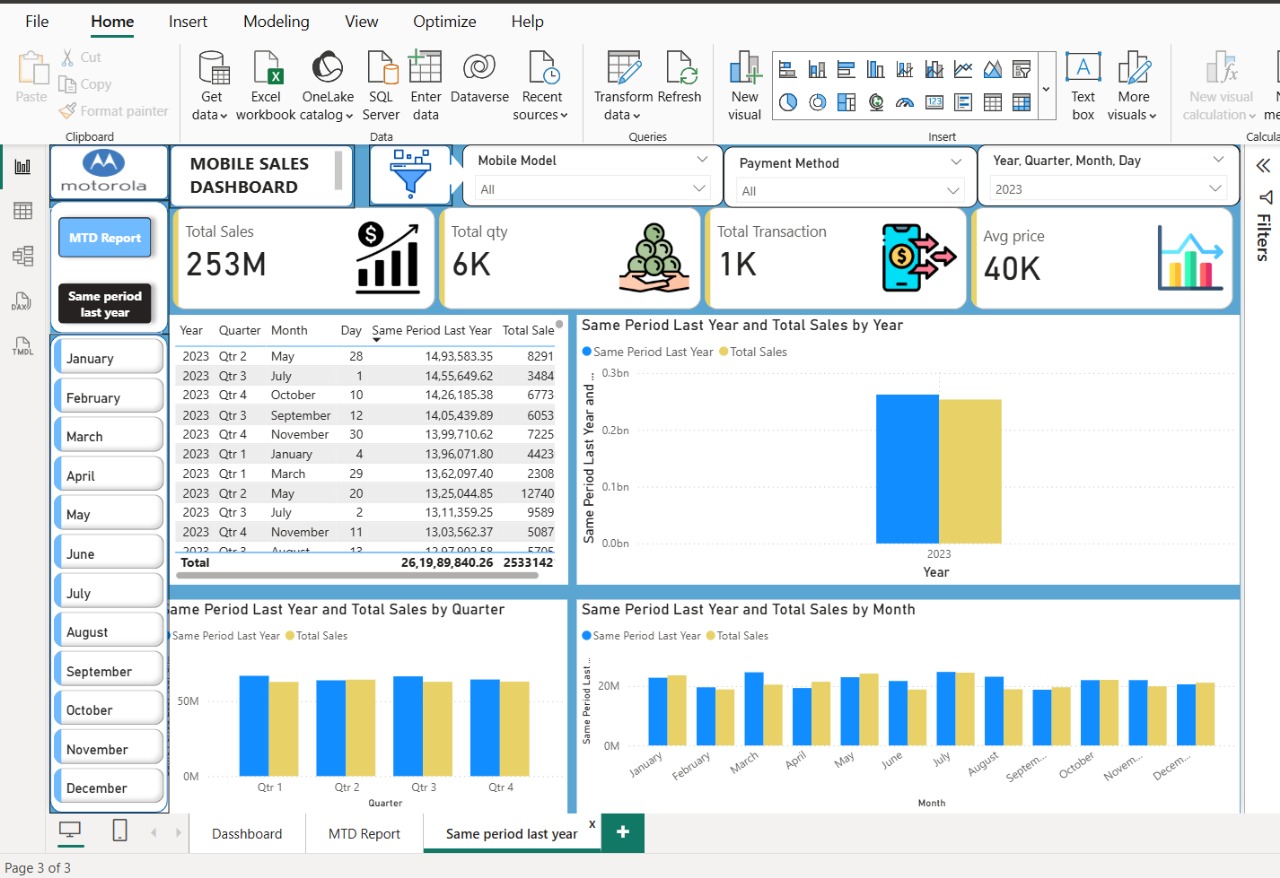 File Home Insert Modeling View Optimize Help
Paste
Cut
Copy
Format painter
Clipboard
Get data
Excel workbook
OneLake catalog
SQL Server
Enter data
Dataverse
Recent sources
Data
Transform data
Refresh
Queries
New visual
123
A
Text box
More visuals
Insert
New visual calculation
motorola
MOBILE SALES
DASHBOARD
Mobile Model
All
Payment Method
All
Year, Quarter, Month, Day
2023
Filters
DAX
TMDL
MTD Report
Same period
last year
Total Sales
253M
Total qty
6K
Total Transaction
1K
Avg price
40K
January
February
March
April
May
June
July
August
September
October
November
December
Year Quarter Month Day Same Period Last Year Total Sale
2023 Qtr 2 May 28 14,93,583.35 8291
2023 Qtr 3 July 1 14,55,649.62 3484
2023 Qtr 4 October 10 14,26,185.38 6773
2023 Qtr 3 September 12 14,05,439.89 6053
2023 Qtr 4 November 30 13,99,710.62 7225
2023 Qtr 1 January 4 13,96,071.80 4423
2023 Qtr 1 March 29 13,62,097.40 2308
2023 Qtr 2 May 20 13,25,044.85 12740
2023 Qtr 3 July 2 13,11,359.25 9589
2023 Qtr 4 November 11 13,03,562.37 5087
Total 26,19,89,840.26 2533142
Same Period Last Year and Total Sales by Year
Same Period Last Year Total Sales
Same Period Last Year and ...
0.3bn
0.2bn
0.1bn
0.0bn
2023
Year
ame Period Last Year and Total Sales by Quarter
Same Period Last Year Total Sales
50M
0M
Qtr 1 Qtr 2 Qtr 3 Qtr 4
Quarter
Same Period Last Year and Total Sales by Month
Same Period Last Year Total Sales
Same Period Last ...
20M
0M
January February March April May June July August Septem... October Novem... Decem...
Month
Dasshboard MTD Report Same period last year x +
Page 3 of 3